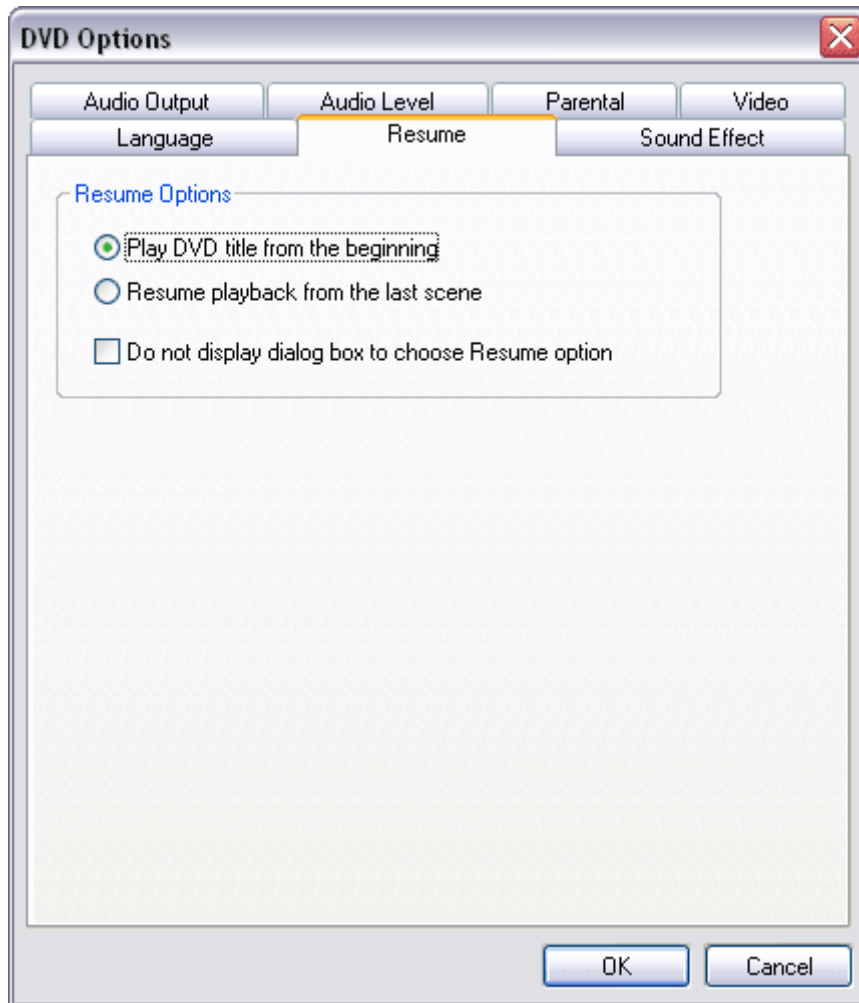 DVD Options
Audio Output
Audio Level
Parental
Video
Language
Resume
Sound Effect
Resume Options
Play DVD title from the beginning
Resume playback from the last scene
Do not display dialog box to choose Resume option
OK
Cancel